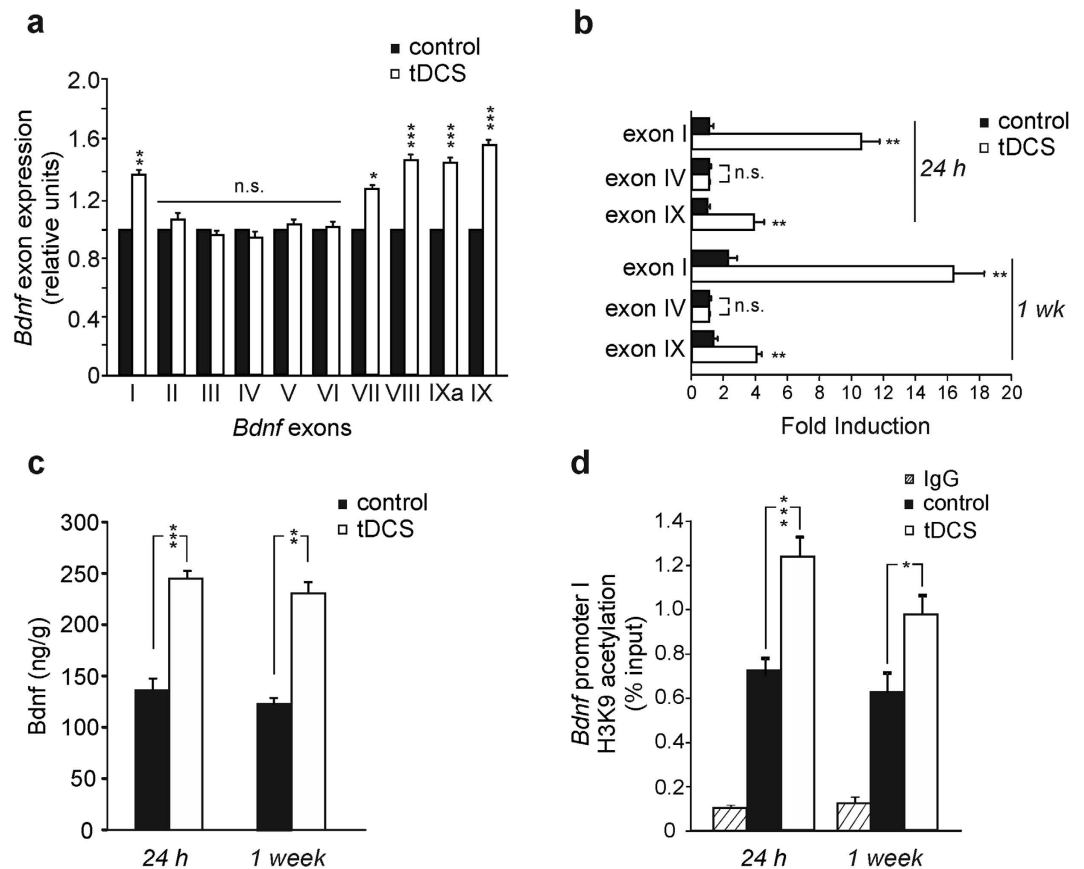 a
control
tDCS
Bdnf exon expression
(relative units)
2.0
1.6
1.2
0.8
0.4
0
**
n.s.
*
***
***
***
I II III IV V VI VII VIII IXa IX
Bdnf exons
b
control
tDCS
exon I
**
exon IV
n.s.
exon IX
**
24 h
exon I
**
exon IV
n.s.
exon IX
**
1 wk
0 2 4 6 8 10 12 14 16 18 20
Fold Induction
c
control
tDCS
Bdnf (ng/g)
300
250
200
150
100
50
0
***
**
24 h 1 week
d
IgG
control
tDCS
Bdnf promoter I
H3K9 acetylation
(% input)
1.4
1.2
1.0
0.8
0.6
0.4
0.2
0
***
*
24 h 1 week